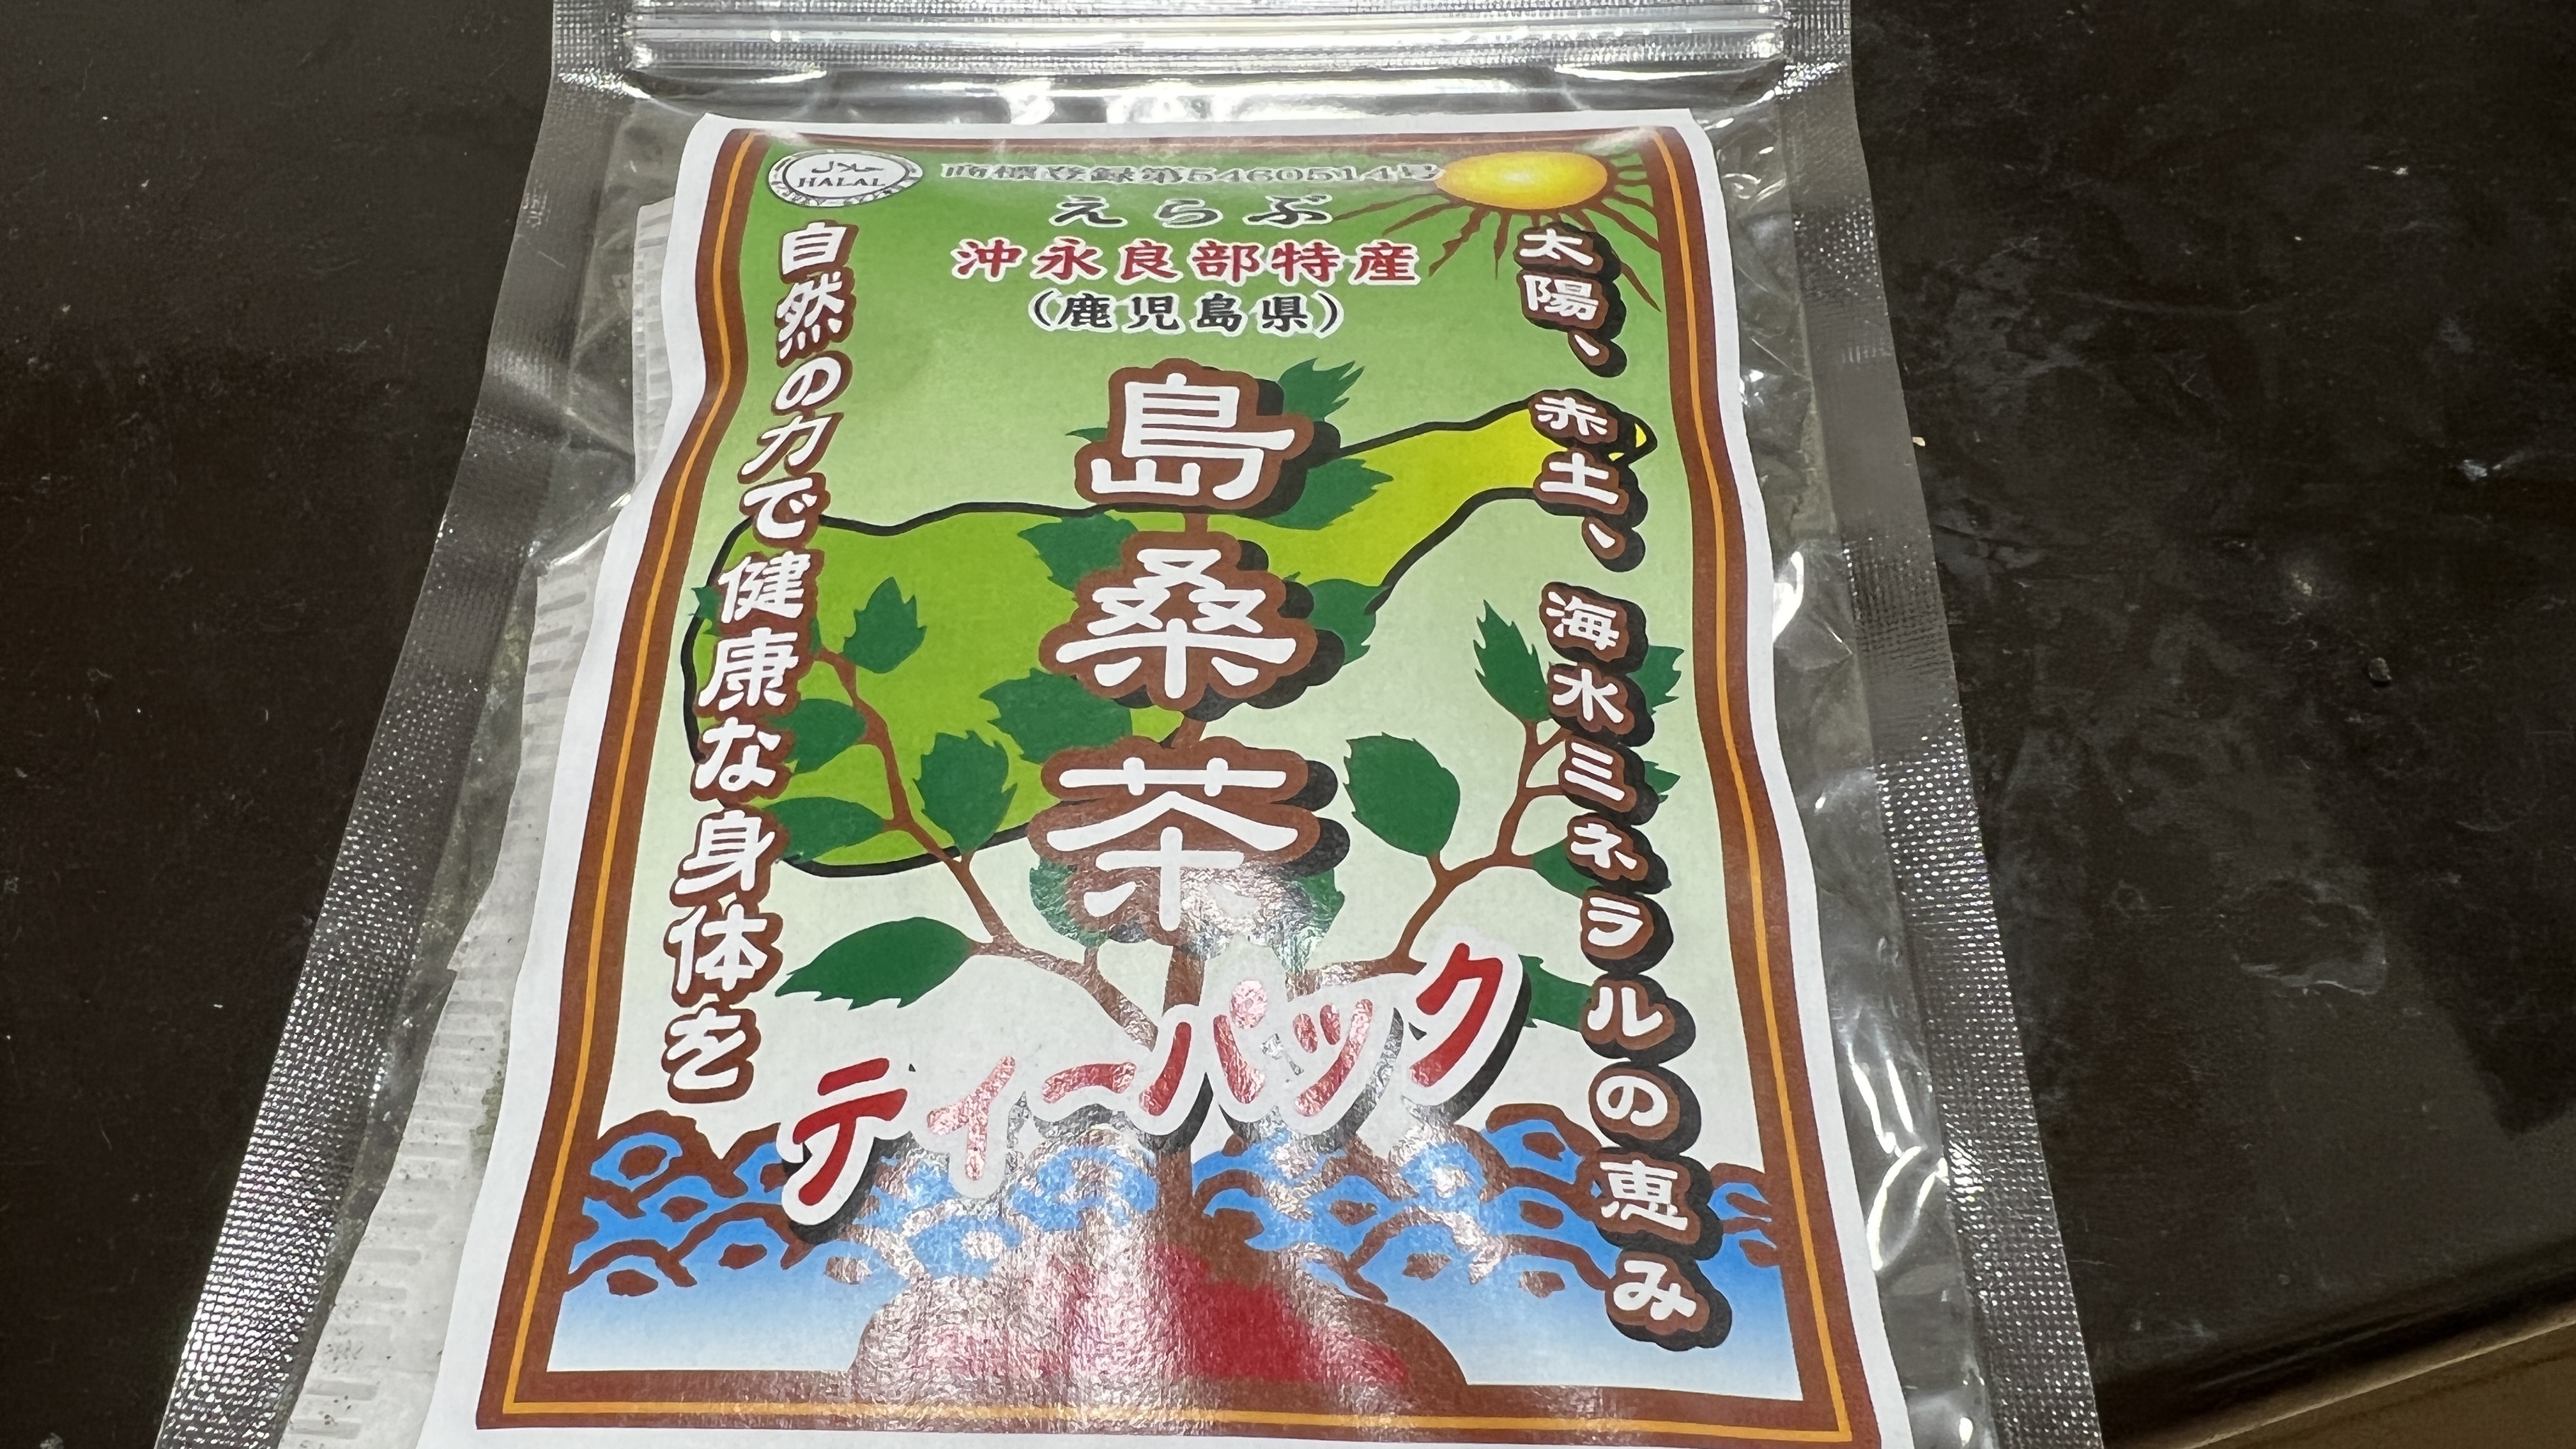 حلال
HALAL
商標登録第5460514号
えらぶ
沖永良部特産
(鹿児島県)
太陽、赤土、海水ミネラルの恵み
島桑茶
自然の力で健康な身体を
ティーパック